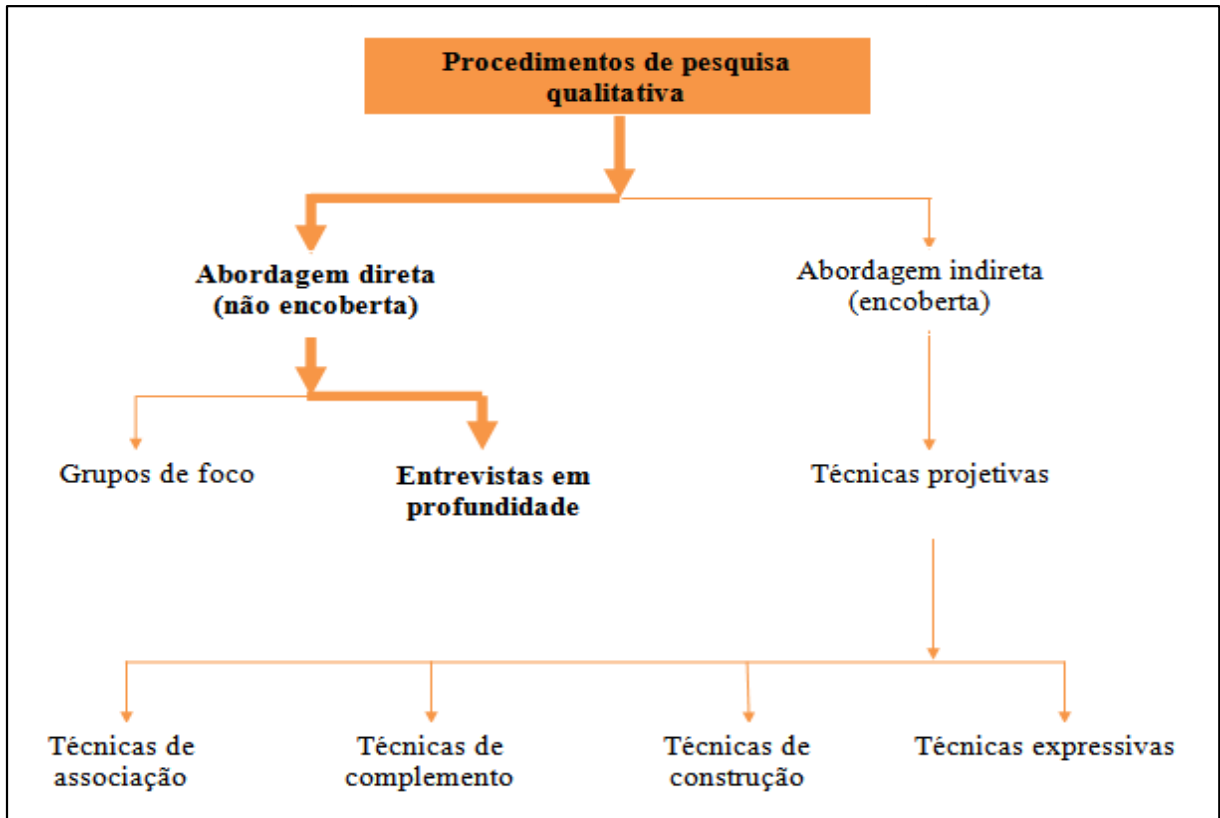 Procedimentos de pesquisa
qualitativa
Abordagem direta
(não encoberta)
Abordagem indireta
(encoberta)
Grupos de foco
Entrevistas em
profundidade
Técnicas projetivas
Técnicas de
associação
Técnicas de
complemento
Técnicas de
construção
Técnicas expressivas